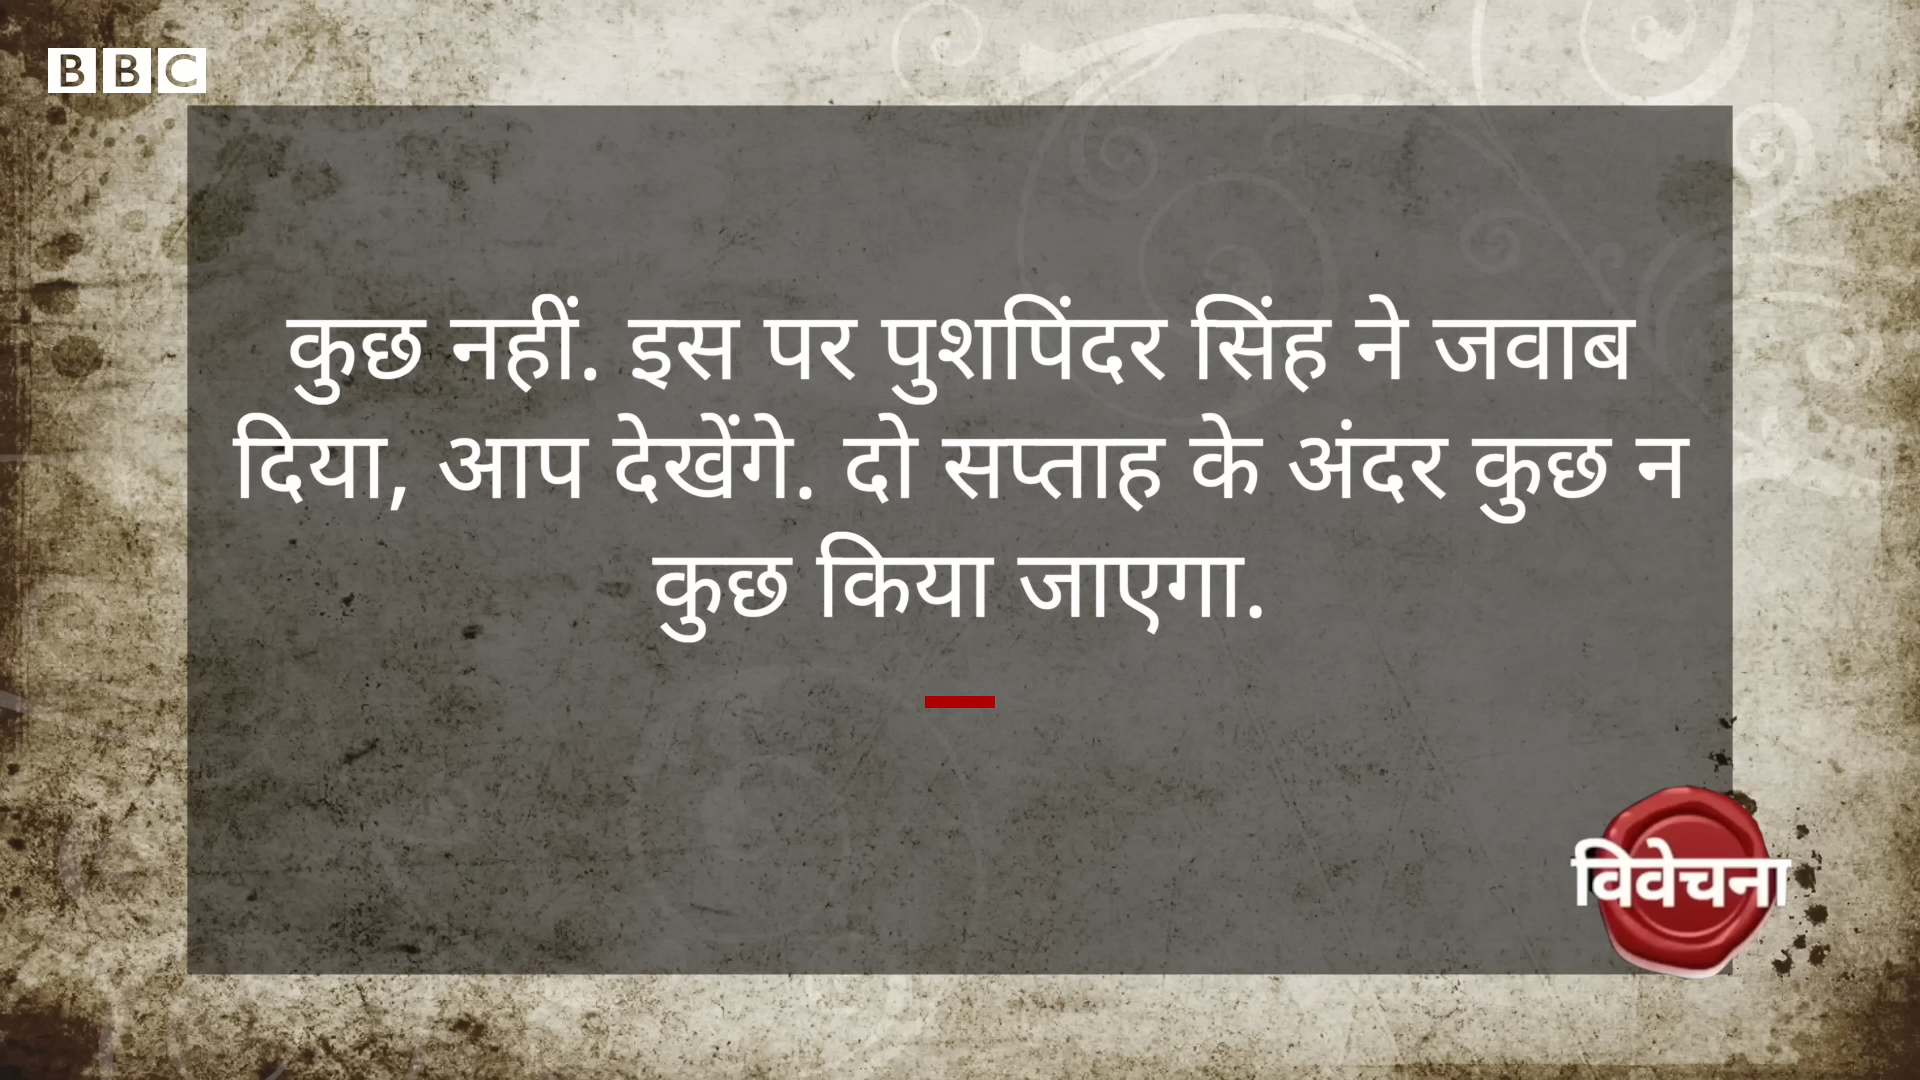 BBC
कुछ नहीं. इस पर पुशपिंदर सिंह ने जवाब
दिया, आप देखेंगे. दो सप्ताह के अंदर कुछ न
कुछ किया जाएगा.
विवेचना